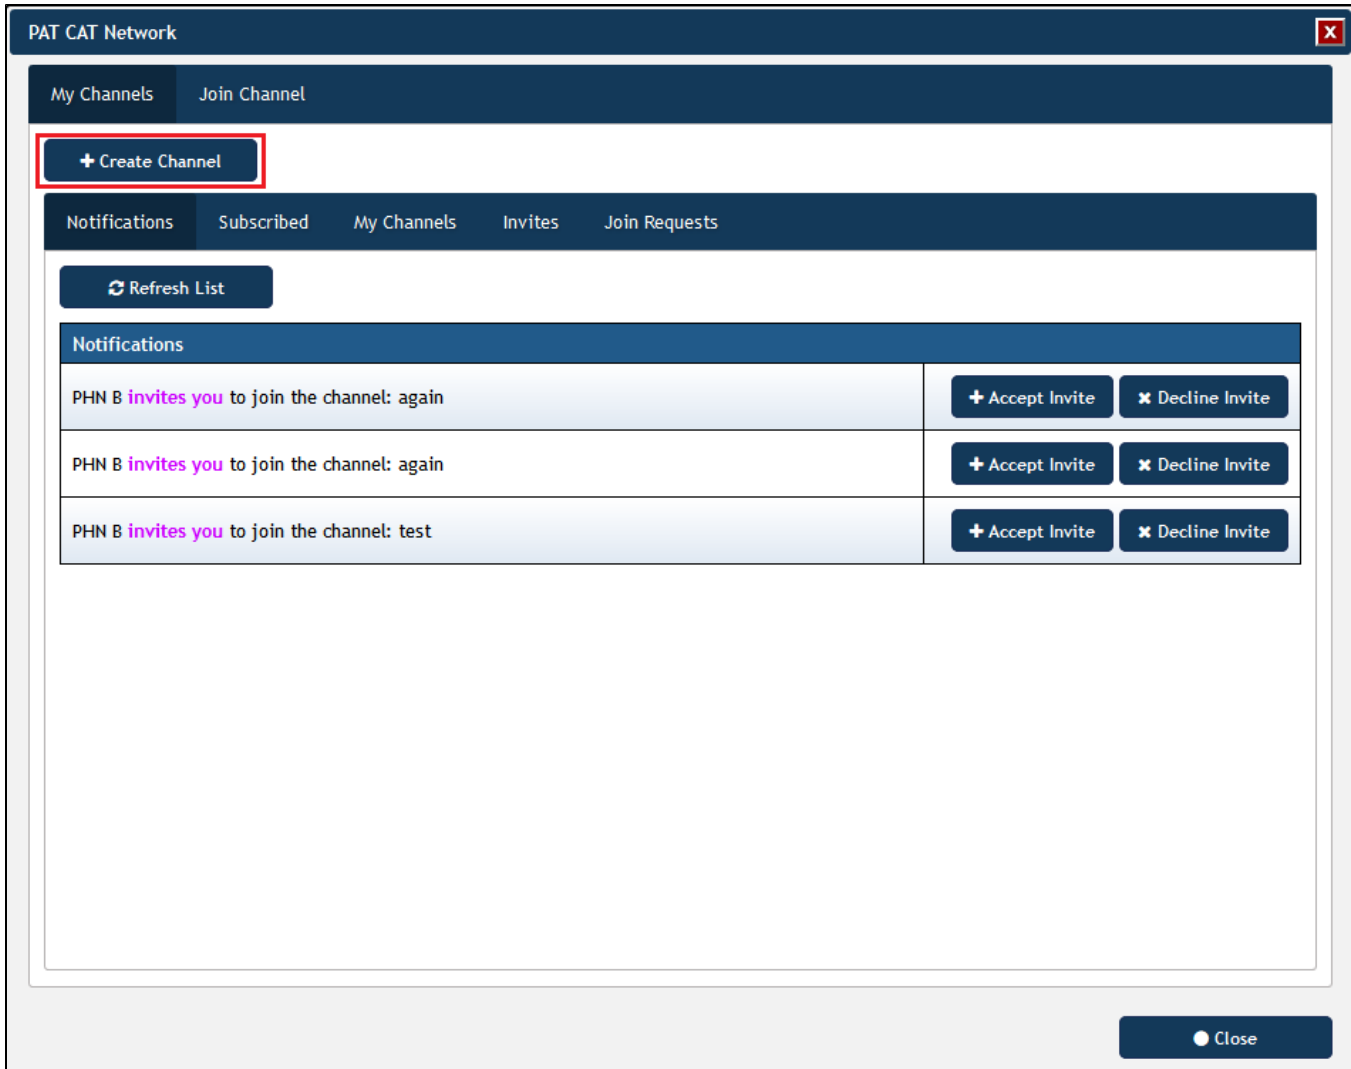 PAT CAT Network
X
My Channels Join Channel
Create Channel
Notifications Subscribed My Channels Invites Join Requests
Refresh List
Notifications
PHN B invites you to join the channel: again Accept Invite Decline Invite
PHN B invites you to join the channel: again Accept Invite Decline Invite
PHN B invites you to join the channel: test Accept Invite Decline Invite
Close